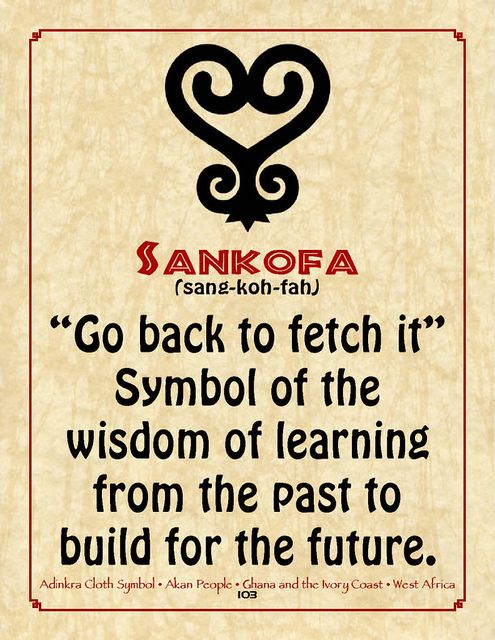 SANKOFA
(sang-koh-fah)
“Go back to fetch it”
Symbol of the
wisdom of learning
from the past to
build for the future.
Adinkra Cloth Symbol • Akan People • Ghana and the Ivory Coast • West Africa
103